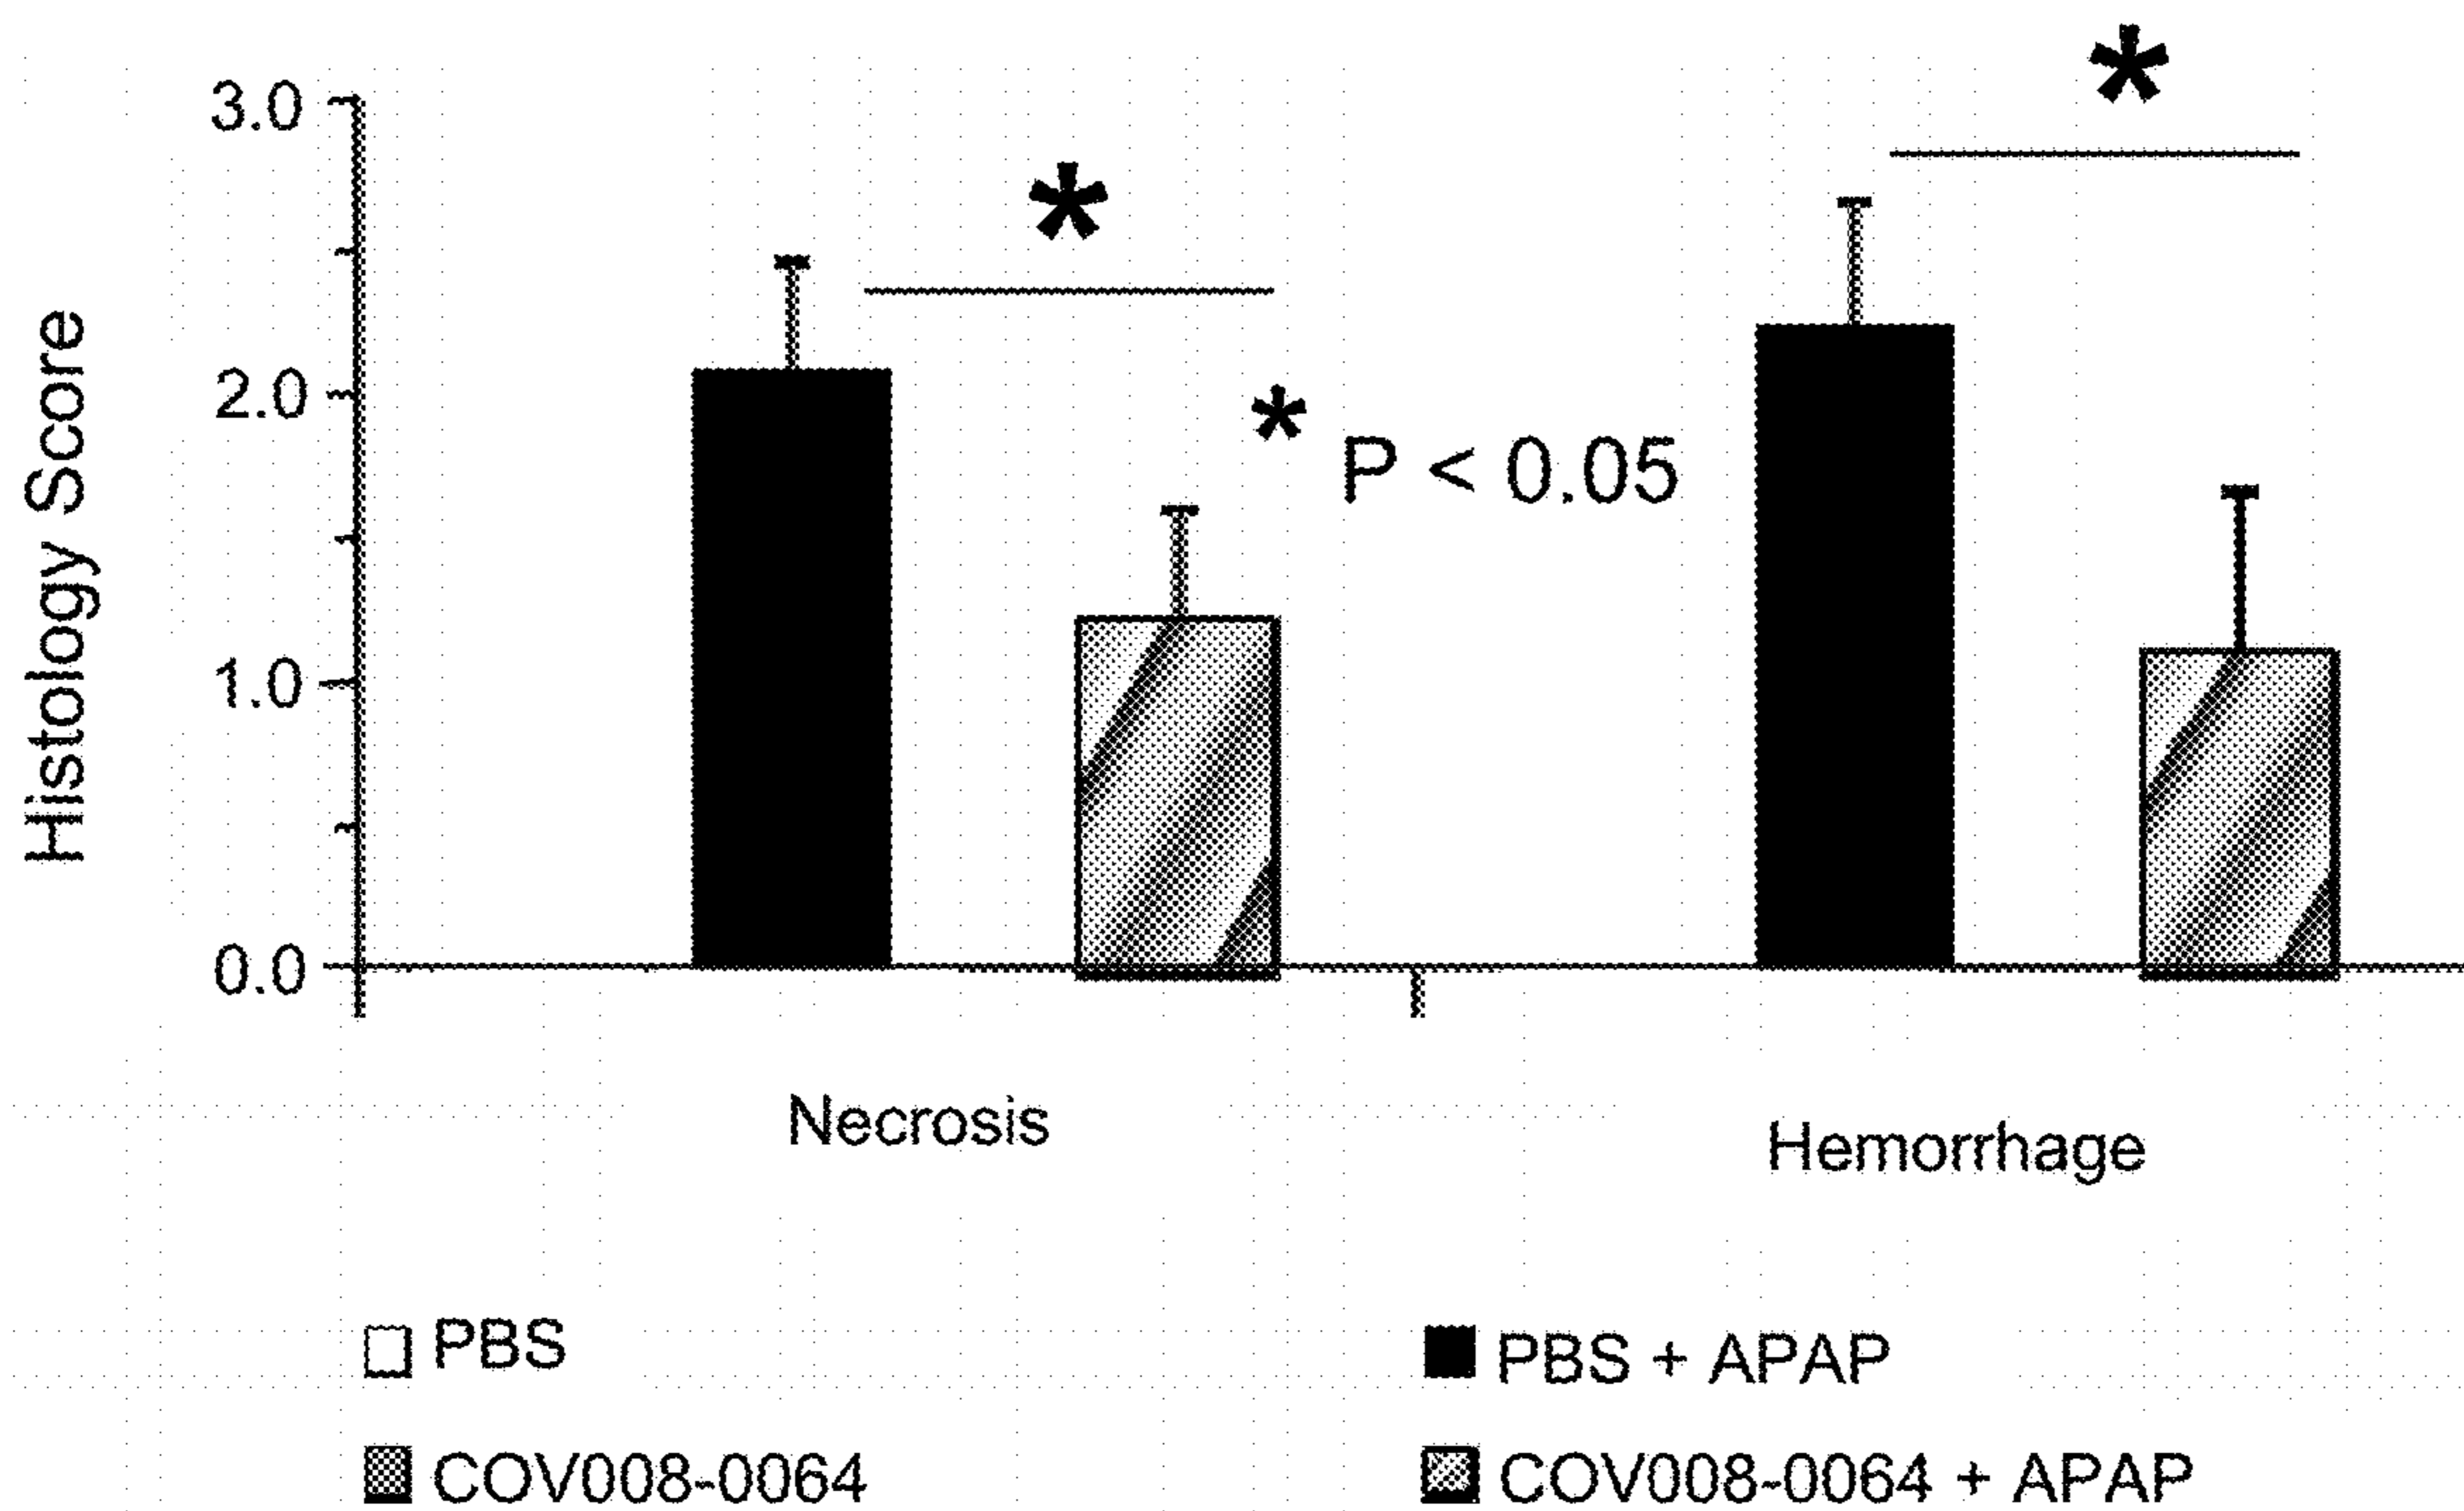 Histology Score
3.0
2.0
1.0
0.0
*
*
* P < 0.05
Necrosis
Hemorrhage
PBS
PBS + APAP
COV008-0064
COV008-0064 + APAP